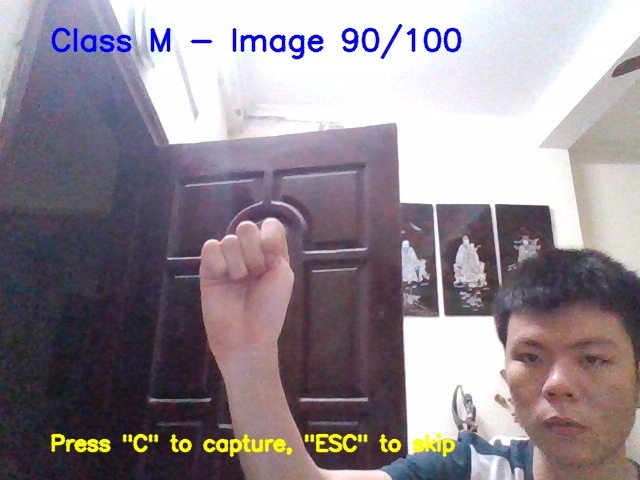 Class M - Image 90/100
Press "C" to capture, "ESC" to skip